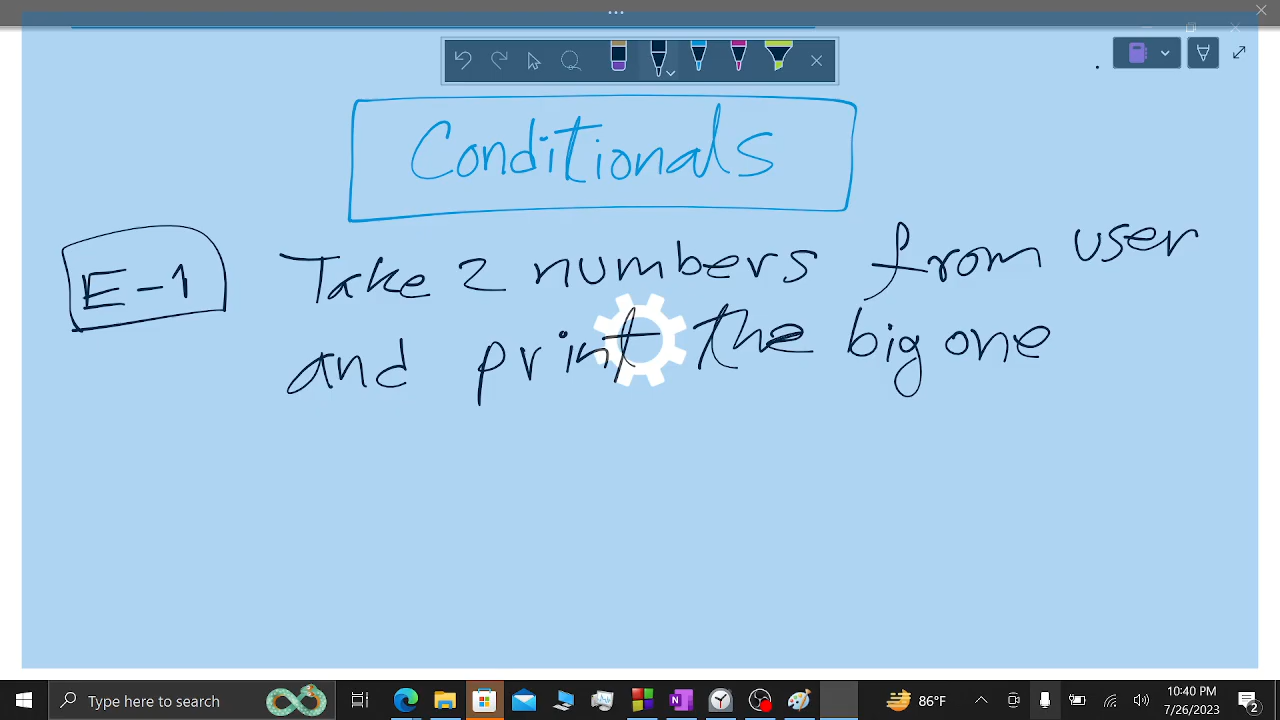 Conditionals
E-1 Take 2 numbers from user
and print the big one
Type here to search
86°F
10:40 PM
7/26/2023
2